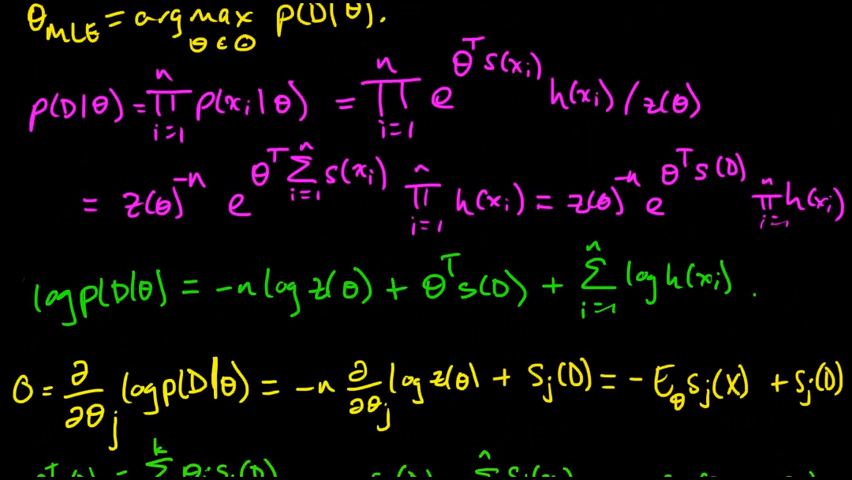 θ_MLE = arg max_{θ ∈ Θ} p(D|θ).
p(D|θ) = ∏_{i=1}^{n} p(x_i|θ) = ∏_{i=1}^{n} e^{θ^T s(x_i)} h(x_i) / z(θ)
= z(θ)^{-n} e^{θ^T ∑_{i=1}^{n} s(x_i)} ∏_{i=1}^{n} h(x_i) = z(θ)^{-n} e^{θ^T s(D)} ∏_{i=1}^{n} h(x_i)
log p(D|θ) = -n log z(θ) + θ^T s(D) + ∑_{i=1}^{n} log h(x_i).
0 = ∂/∂θ_j log p(D|θ) = -n ∂/∂θ_j log z(θ) + s_j(D) = - E_θ s_j(X) + s_j(D)